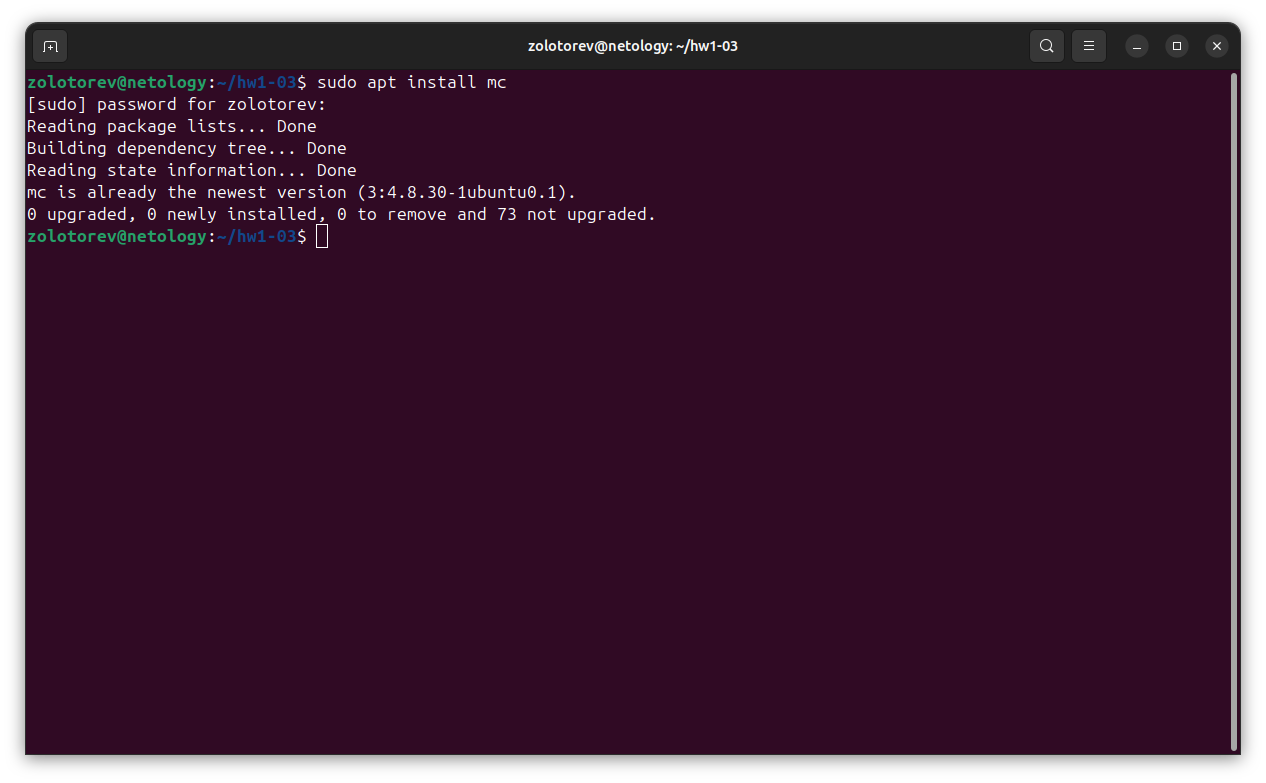 zolotorev@netology: ~/hw1-03
zolotorev@netology:~/hw1-03$ sudo apt install mc
[sudo] password for zolotorev:
Reading package lists... Done
Building dependency tree... Done
Reading state information... Done
mc is already the newest version (3:4.8.30-1ubuntu0.1).
0 upgraded, 0 newly installed, 0 to remove and 73 not upgraded.
zolotorev@netology:~/hw1-03$